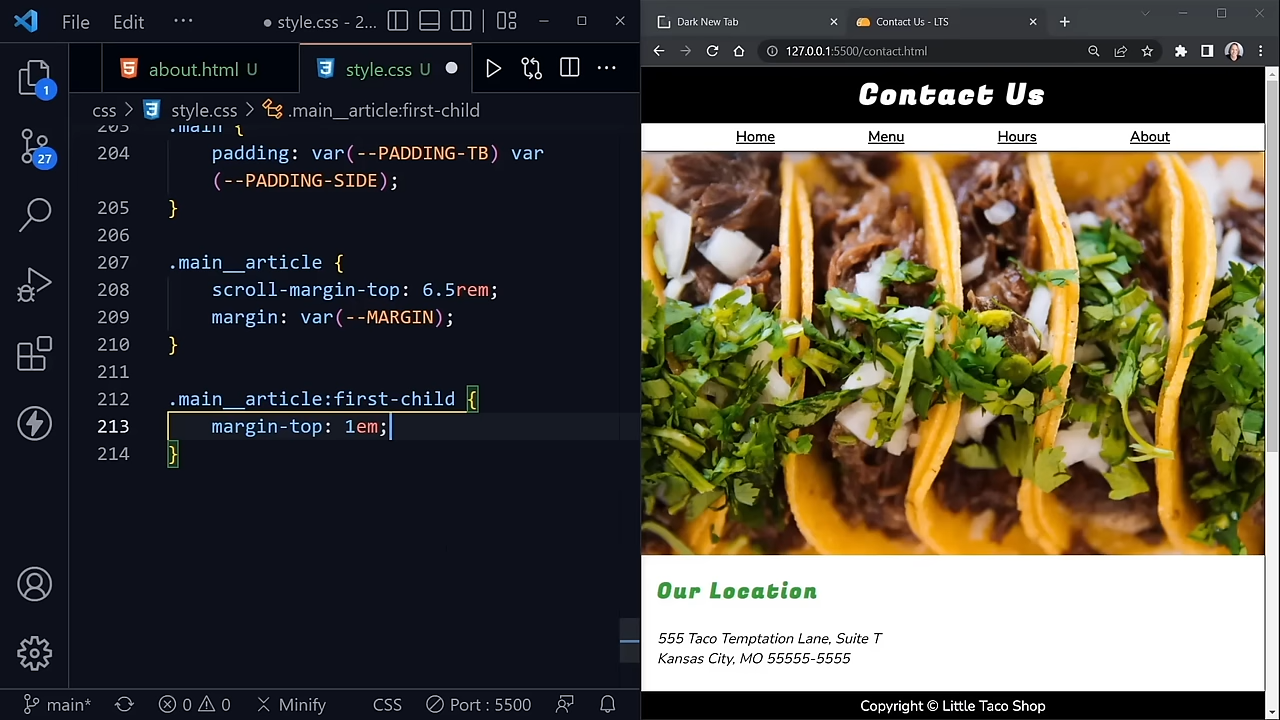 File Edit ··· ● style.css - 2...
about.html U style.css U ●
css > style.css > .main__article:first-child
203 .main {
204 padding: var(--PADDING-TB) var
(--PADDING-SIDE);
205 }
206
207 .main__article {
208 scroll-margin-top: 6.5rem;
209 margin: var(--MARGIN);
210 }
211
212 .main__article:first-child {
213 margin-top: 1em;
214 }
1
27
main* 0 0 Minify CSS Port : 5500
Dark New Tab Contact Us - LTS
127.0.0.1:5500/contact.html
Contact Us
Home Menu Hours About
Our Location
555 Taco Temptation Lane, Suite T
Kansas City, MO 55555-5555
Copyright © Little Taco Shop